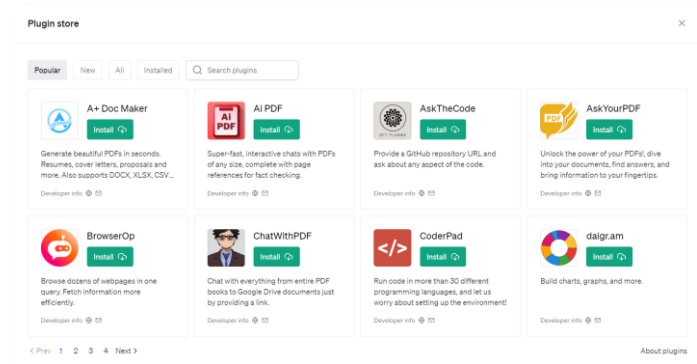 Plugin store
Popular New All Installed Search plugins
A+ Doc Maker
Install
Generate beautiful PDFs in seconds.
Resumes, cover letters, proposals and
more. Also supports DOCX, XLSX, CSV...
Developer info
AI
PDF
AI PDF
Install
Super-fast, interactive chats with PDFs
of any size, complete with page
references for fact checking.
Developer info
AskTheCode
Install
Provide a GitHub repository URL and
ask about any aspect of the code.
Developer info
PDF
AskYourPDF
Install
Unlock the power of your PDFs!, dive
into your documents, find answers, and
bring information to your fingertips.
Developer info
BrowserOp
Install
Browse dozens of webpages in one
query. Fetch information more
efficiently.
Developer info
ChatWithPDF
Install
Chat with everything from entire PDF
books to Google Drive documents just
by providing a link.
Developer info
</>
CoderPad
Install
Run code in more than 30 different
programming languages, and let us
worry about setting up the environment!
Developer info
daigr.am
Install
Build charts, graphs, and more.
Developer info
< Prev 1 2 3 4 Next >
About plugins